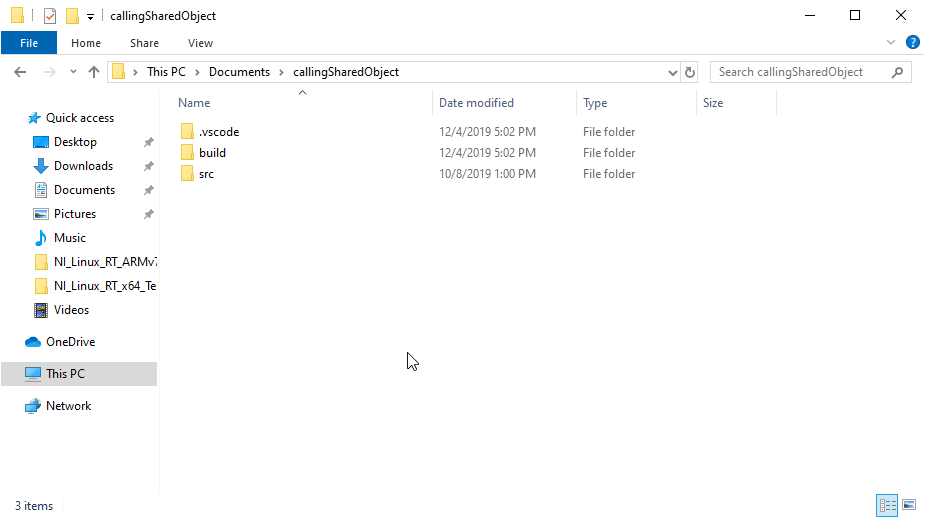 callingSharedObject
File Home Share View
?
This PC Documents callingSharedObject
Search callingSharedObject
Name Date modified Type Size
Quick access
Desktop
Downloads
Documents
Pictures
Music
NI_Linux_RT_ARMv7
NI_Linux_RT_x64_Te
Videos
OneDrive
This PC
Network
.vscode 12/4/2019 5:02 PM File folder
build 12/4/2019 5:02 PM File folder
src 10/8/2019 1:00 PM File folder
3 items